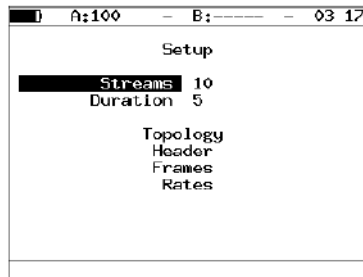 A:100 – B:----- – 03 17
Setup
Streams 10
Duration 5
Topology
Header
Frames
Rates